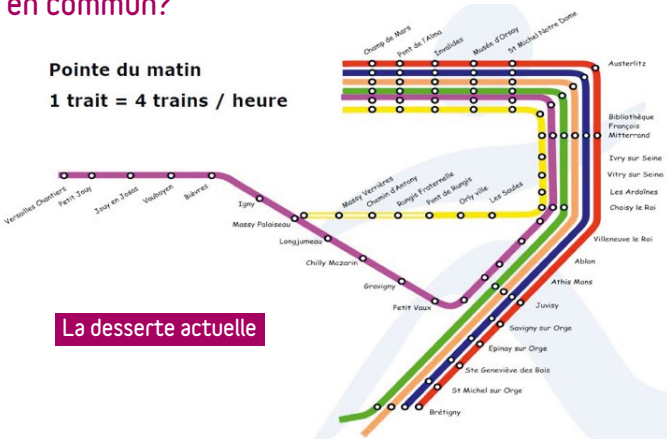 en commun?
Pointe du matin
1 trait = 4 trains / heure
Champ de Mars
Pont de l'Alma
Invalides
Musée d'Orsay
St Michel Notre Dame
Austerlitz
Bibliothèque
François
Mitterrand
Ivry sur Seine
Vitry sur Seine
Les Ardoines
Choisy le Roi
Villeneuve le Roi
Ablon
Athis Mons
Juvisy
Savigny sur Orge
Epinay sur Orge
Ste Geneviève des Bois
St Michel sur Orge
Brétigny
Versailles Chantiers
Petit Jouy
Jouy en Josas
Vauboyen
Bièvres
Igny
Massy Palaiseau
Longjumeau
Chilly Mazarin
Gravigny
Petit Vaux
Massy Verrières
Chemin d'Antony
Rungis Fraternelle
Pont de Rungis
Orly ville
Les Saules
La desserte actuelle